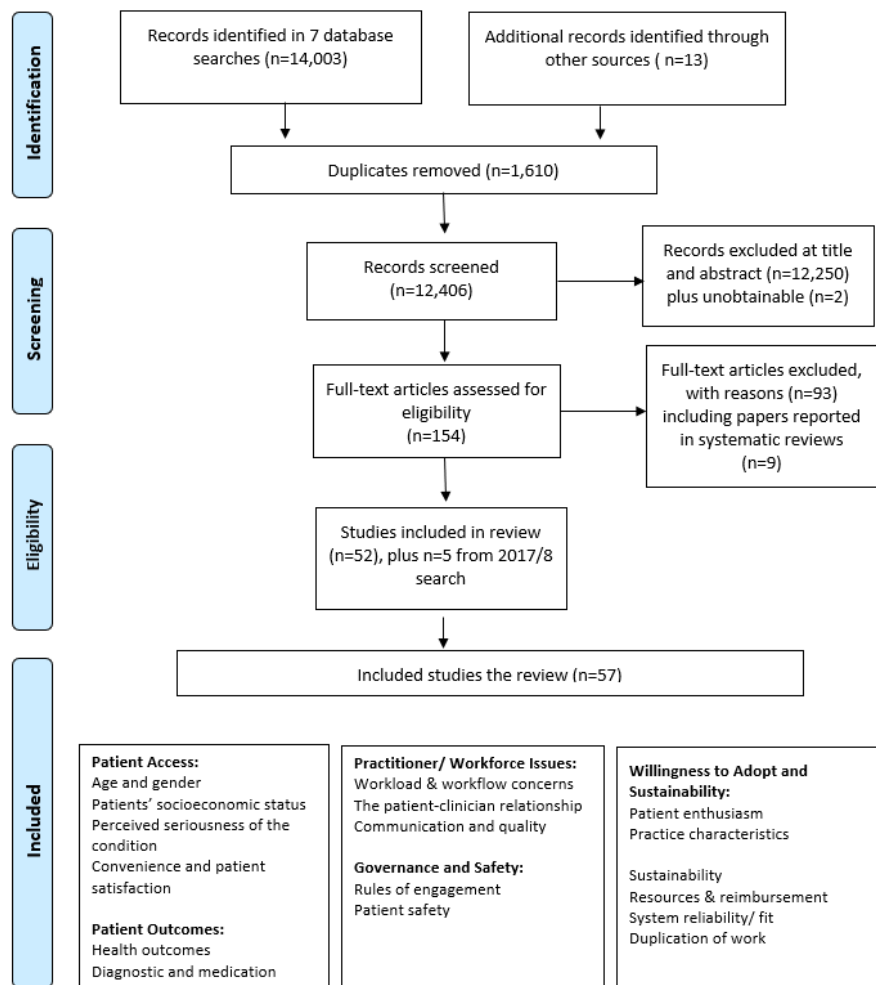 Identification
Records identified in 7 database
searches (n=14,003)
Additional records identified through
other sources ( n=13)
Duplicates removed (n=1,610)
Screening
Records screened
(n=12,406)
Records excluded at title
and abstract (n=12,250)
plus unobtainable (n=2)
Full-text articles assessed for
eligibility
(n=154)
Full-text articles excluded,
with reasons (n=93)
including papers reported
in systematic reviews
(n=9)
Eligibility
Studies included in review
(n=52), plus n=5 from 2017/8
search
Included studies the review (n=57)
Included
Patient Access:
Age and gender
Patients’ socioeconomic status
Perceived seriousness of the
condition
Convenience and patient
satisfaction
Patient Outcomes:
Health outcomes
Diagnostic and medication
Practitioner/ Workforce Issues:
Workload & workflow concerns
The patient-clinician relationship
Communication and quality
Governance and Safety:
Rules of engagement
Patient safety
Willingness to Adopt and
Sustainability:
Patient enthusiasm
Practice characteristics
Sustainability
Resources & reimbursement
System reliability/ fit
Duplication of work